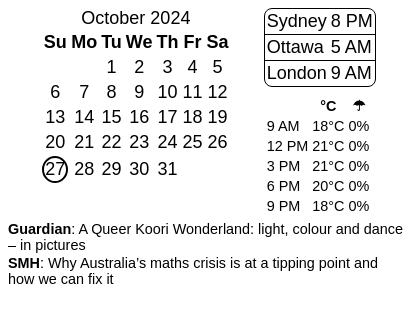 October 2024
Su Mo Tu We Th Fr Sa
1 2 3 4 5
6 7 8 9 10 11 12
13 14 15 16 17 18 19
20 21 22 23 24 25 26
27 28 29 30 31
Sydney 8 PM
Ottawa 5 AM
London 9 AM
°C ☂
9 AM 18°C 0%
12 PM 21°C 0%
3 PM 21°C 0%
6 PM 20°C 0%
9 PM 18°C 0%
Guardian: A Queer Koori Wonderland: light, colour and dance
– in pictures
SMH: Why Australia’s maths crisis is at a tipping point and
how we can fix it